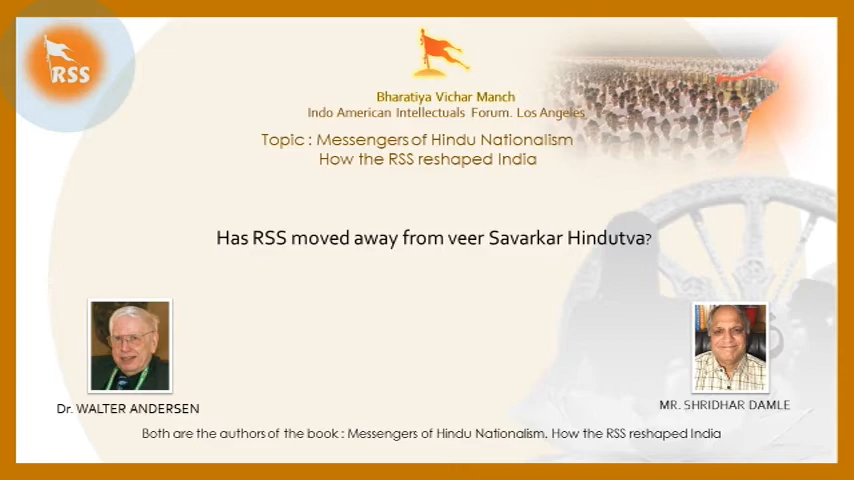 RSS
Bharatiya Vichar Manch
Indo American Intellectuals Forum. Los Angeles
Topic : Messengers of Hindu Nationalism
How the RSS reshaped India
Has RSS moved away from veer Savarkar Hindutva?
Dr. WALTER ANDERSEN
MR. SHRIDHAR DAMLE
Both are the authors of the book : Messengers of Hindu Nationalism. How the RSS reshaped India